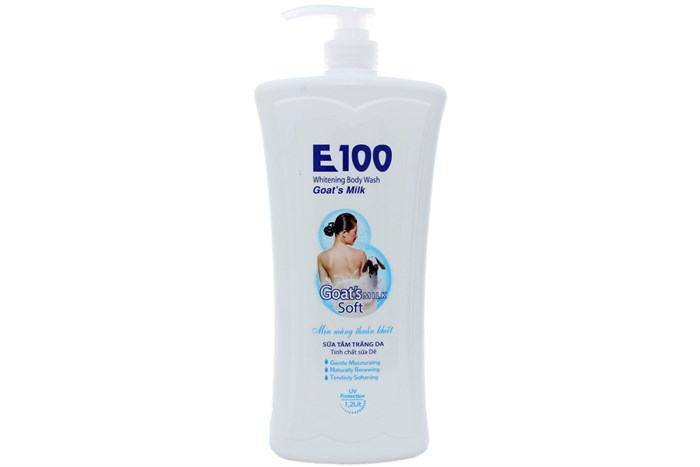 E100
Whitening Body Wash
Goat's Milk
Goat's MILK
Soft
Mịn màng thuần khiết
SỮA TẮM TRẮNG DA
Tinh chất sữa Dê
Gentle Moisturising
Naturally Renewing
Tenderly Softening
UV
Protection
1,2Lít